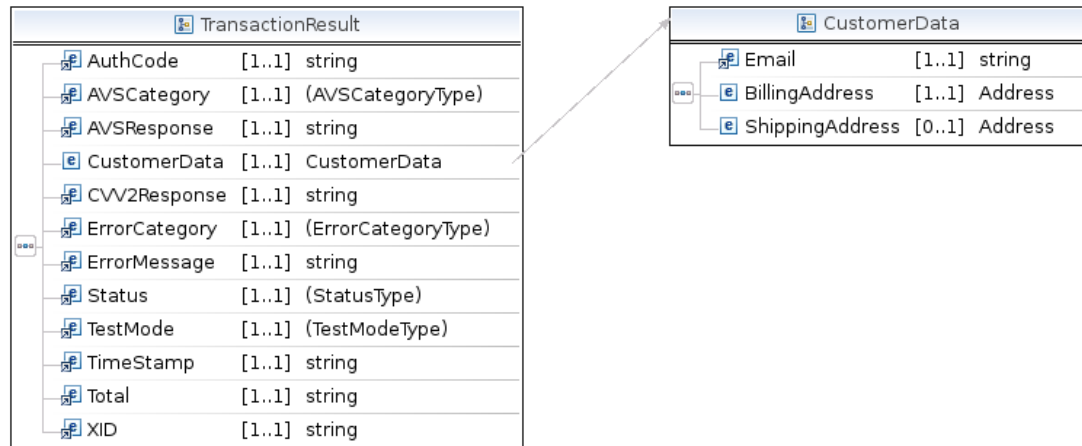 TransactionResult
AuthCode [1..1] string
AVSCategory [1..1] (AVSCategoryType)
AVSResponse [1..1] string
CustomerData [1..1] CustomerData
CVV2Response [1..1] string
ErrorCategory [1..1] (ErrorCategoryType)
ErrorMessage [1..1] string
Status [1..1] (StatusType)
TestMode [1..1] (TestModeType)
TimeStamp [1..1] string
Total [1..1] string
XID [1..1] string
CustomerData
Email [1..1] string
BillingAddress [1..1] Address
ShippingAddress [0..1] Address